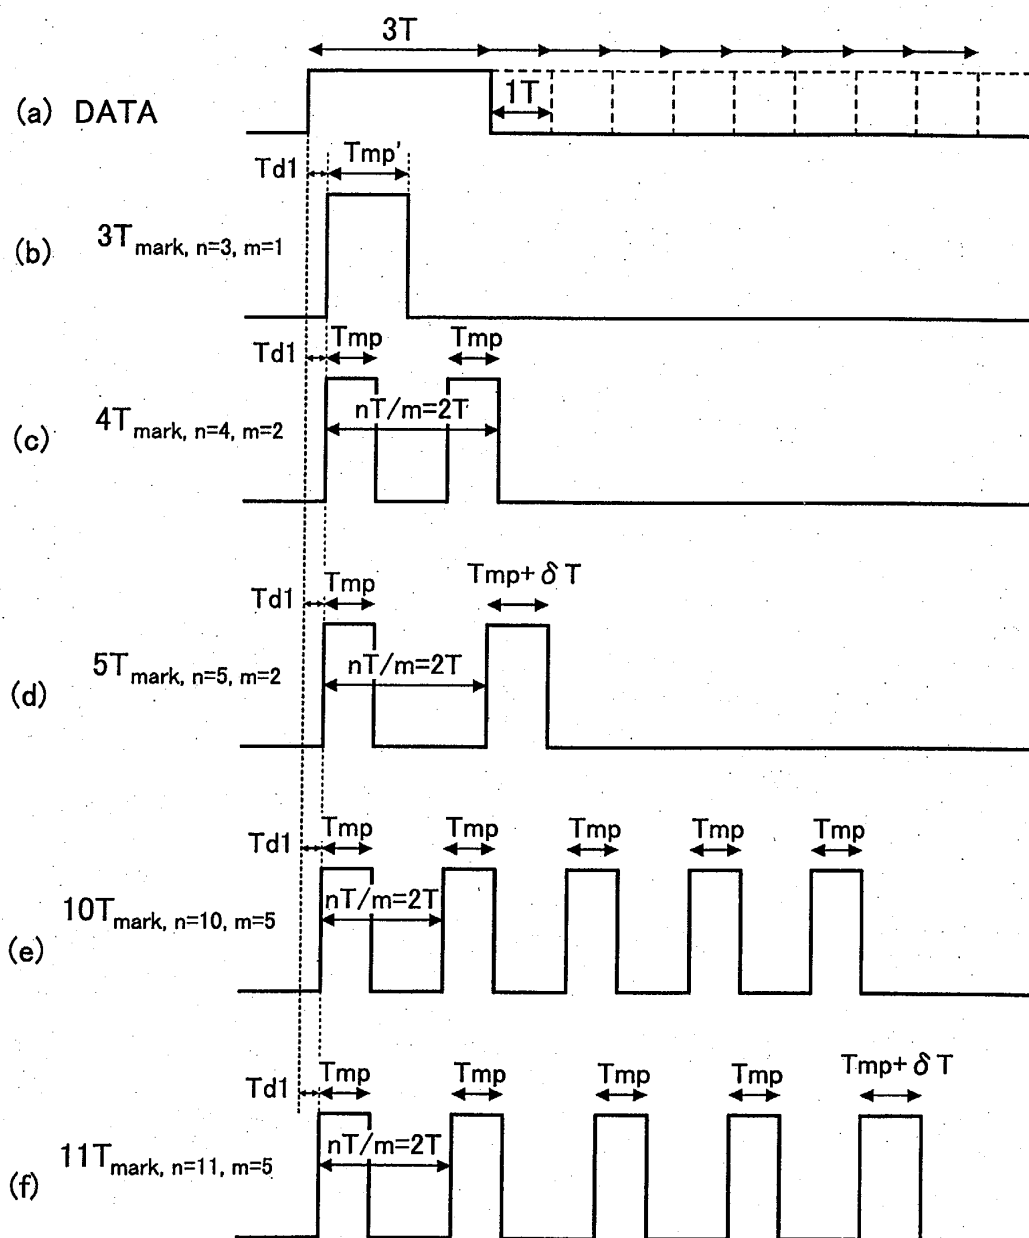 3T
(a) DATA
1T
Td1 Tmp'
(b) 3Tmark, n=3, m=1
Td1 Tmp Tmp
(c) 4Tmark, n=4, m=2
nT/m=2T
Td1 Tmp Tmp+δT
(d) 5Tmark, n=5, m=2
nT/m=2T
Td1 Tmp Tmp Tmp Tmp Tmp
(e) 10Tmark, n=10, m=5
nT/m=2T
Td1 Tmp Tmp Tmp Tmp Tmp+δT
(f) 11Tmark, n=11, m=5
nT/m=2T